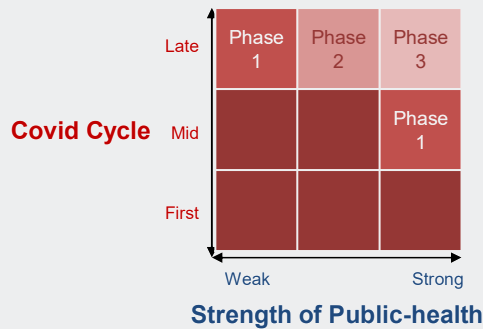 Late
Phase
1
Phase
2
Phase
3
Covid Cycle
Mid
Phase
1
First
Weak
Strong
Strength of Public-health